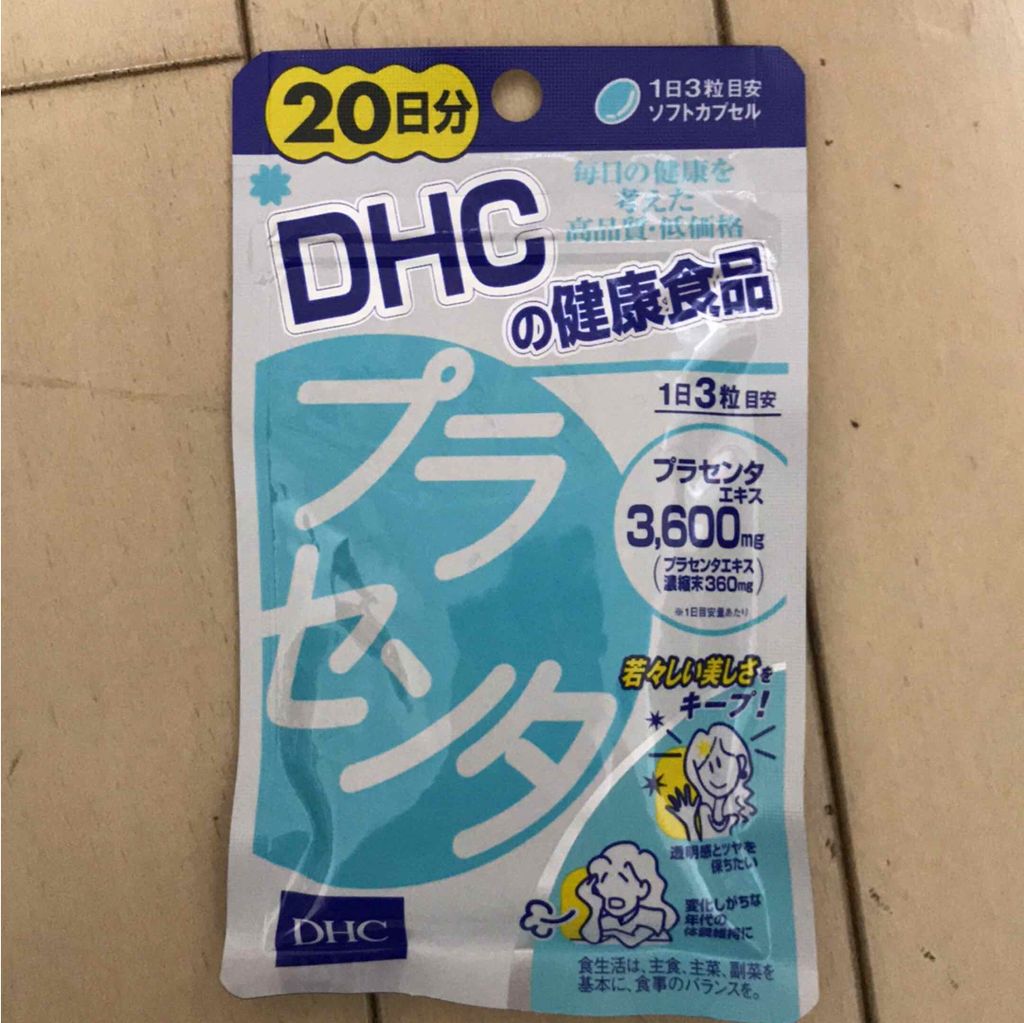 20日分
1日3粒目安
ソフトカプセル
毎日の健康を
考えた
高品質・低価格
DHC
の健康食品
1日3粒目安
プラセンタ
プラセンタ
エキス
3,600mg
(プラセンタエキス
濃縮末360mg)
※1日目安量あたり
若々しい美しさを
キープ!
透明感とツヤを
保ちたい
変化しがちな
年代の
体調維持に
DHC
食生活は、主食、主菜、副菜を
基本に、食事のバランスを。